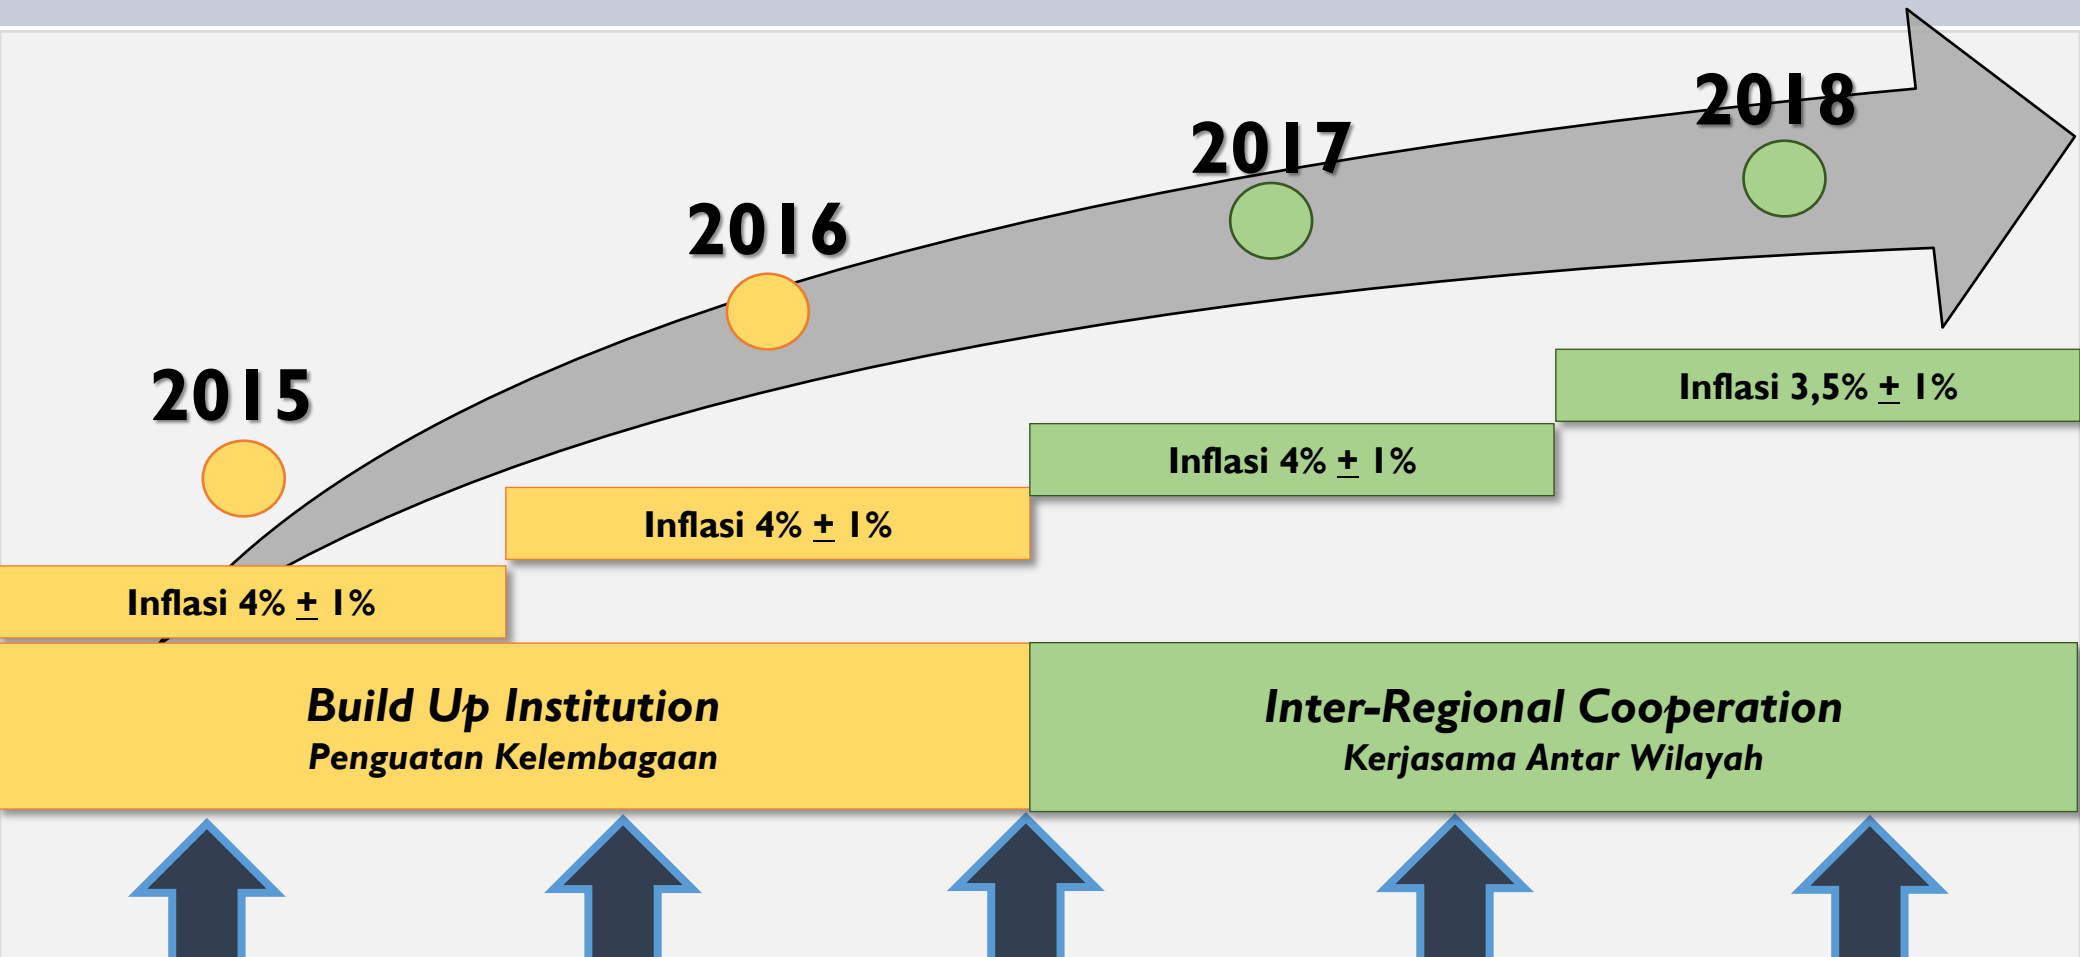 2015
2016
2017
2018
Inflasi 4% ± 1%
Inflasi 4% ± 1%
Inflasi 4% ± 1%
Inflasi 3,5% ± 1%
Build Up Institution
Penguatan Kelembagaan
Inter-Regional Cooperation
Kerjasama Antar Wilayah